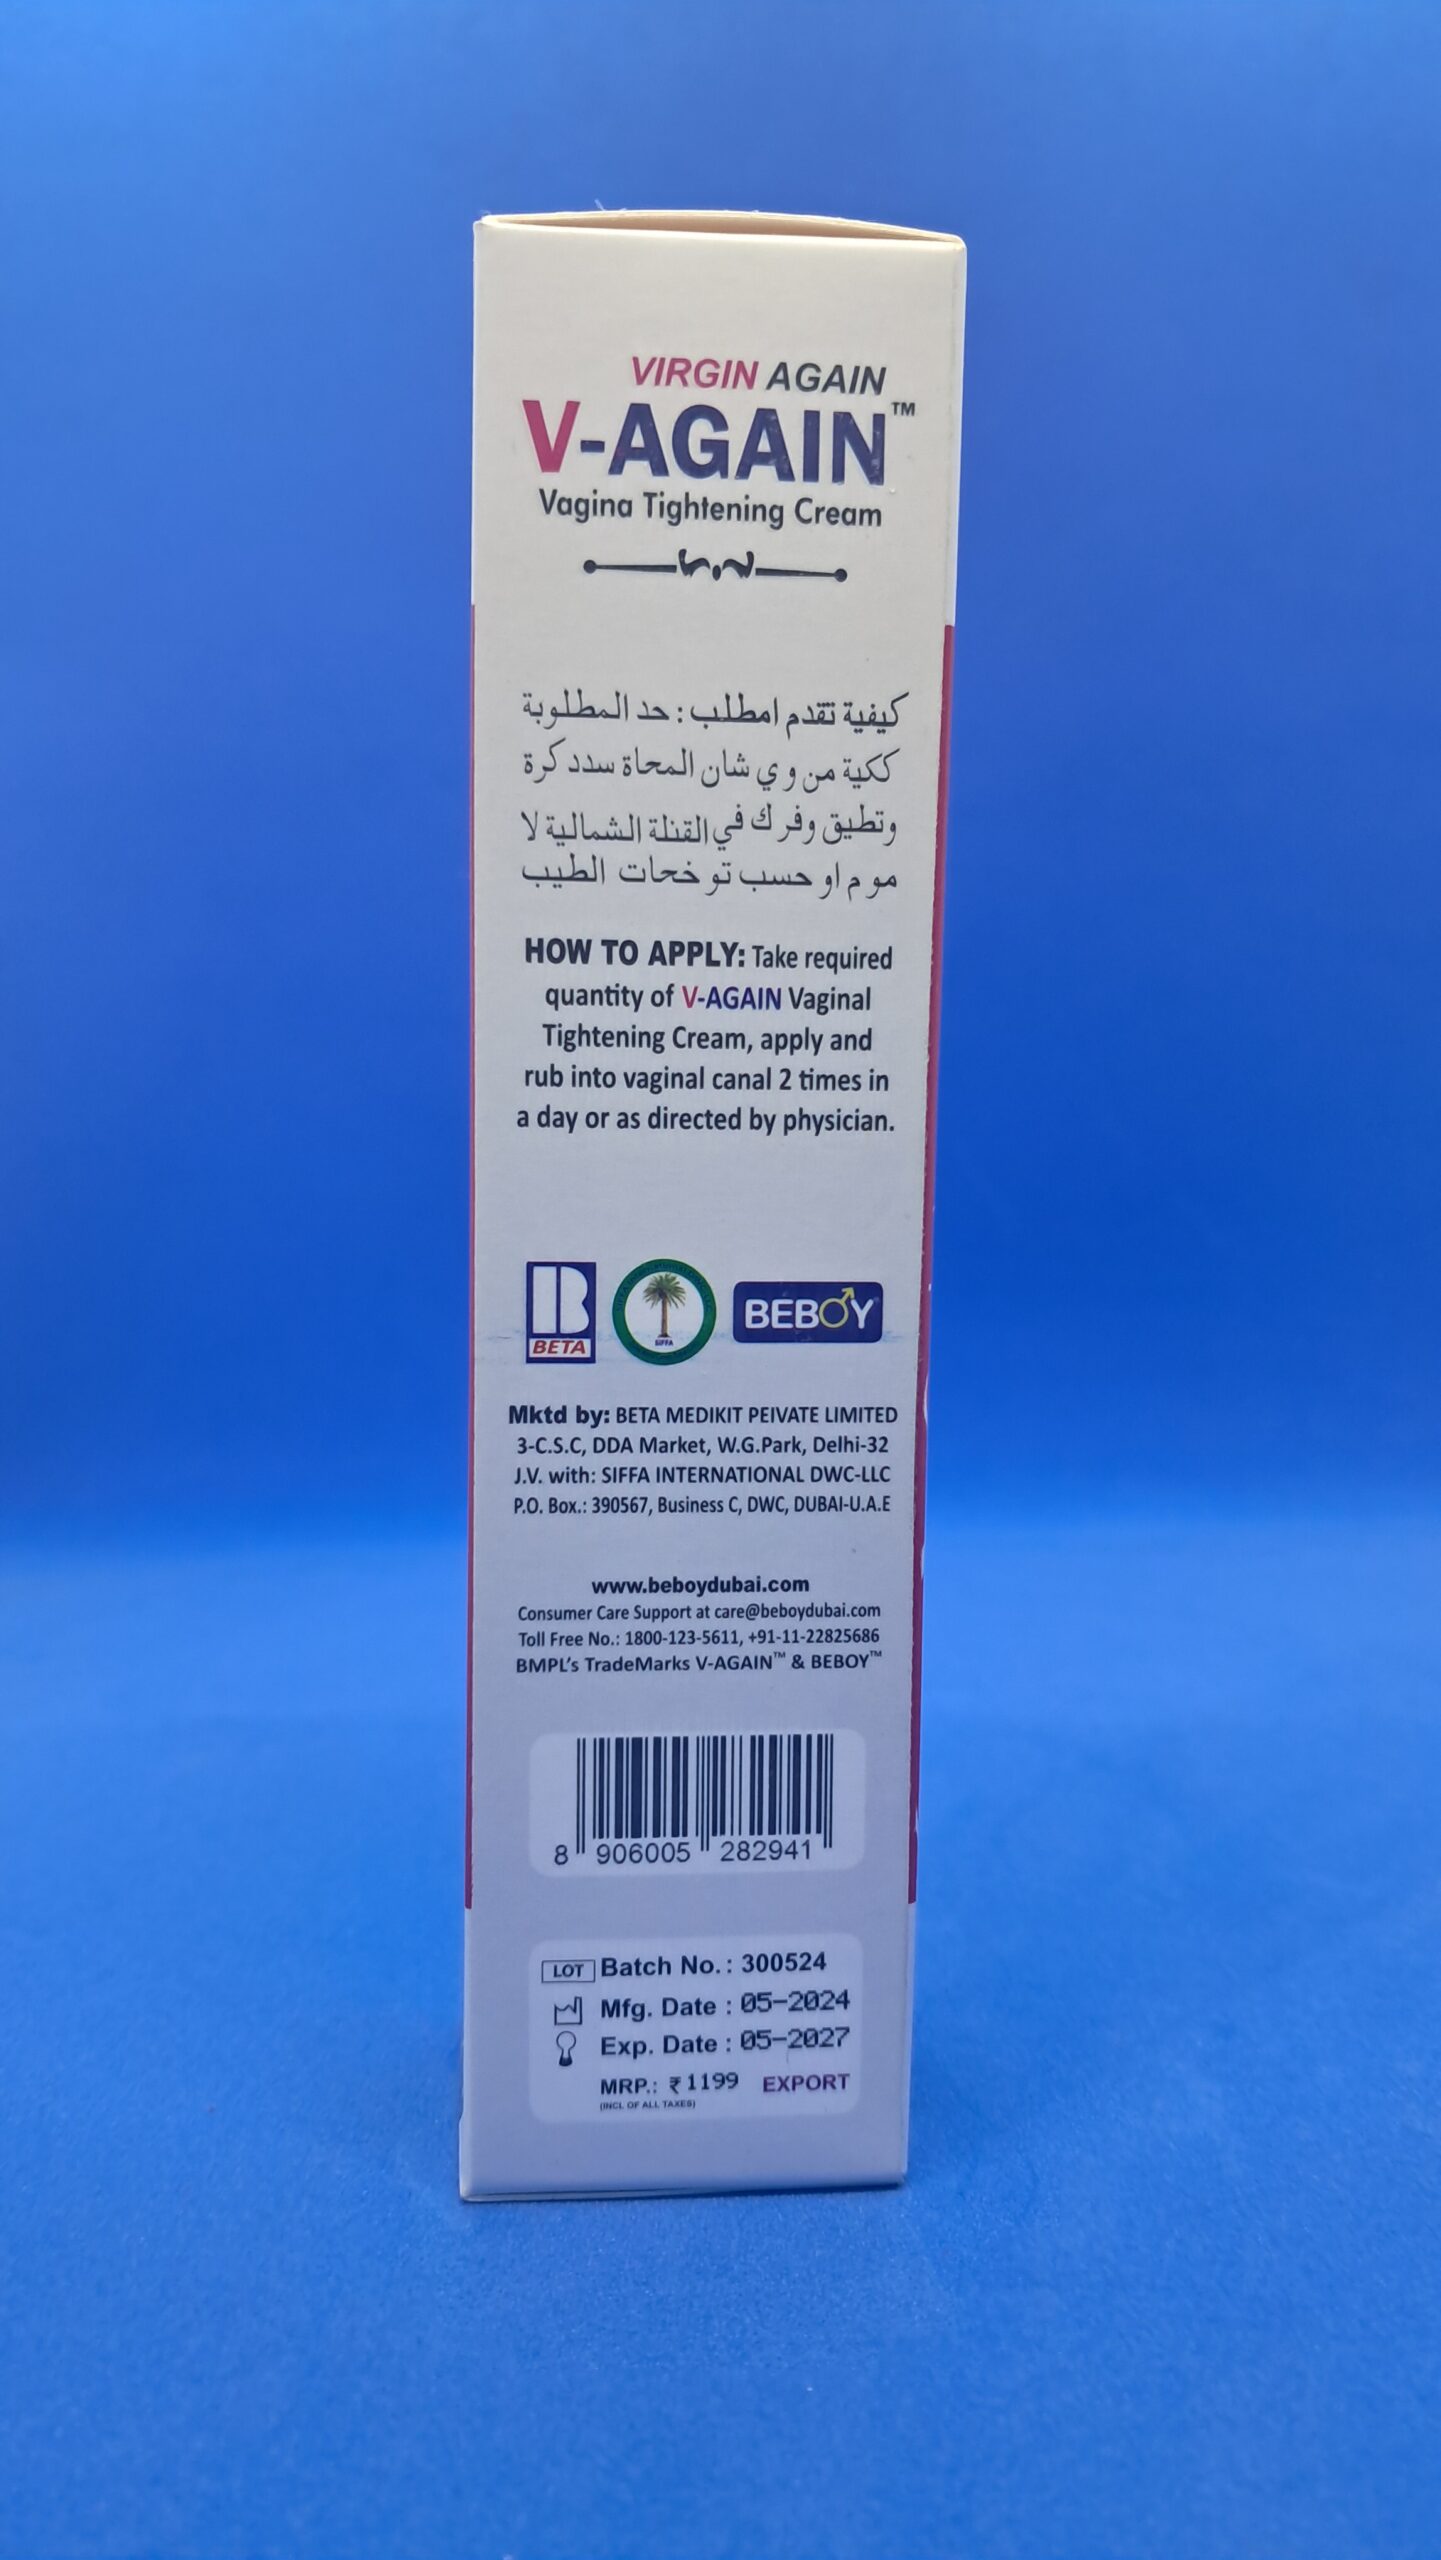 VIRGIN AGAIN
V-AGAIN™
Vagina Tightening Cream
كيفية تقدم امطلب: حد المطلوبة
ككية من وي شان المحاة سدد كرة
وتطيق وفرك في القنلة الشمالية لا
موم او حسب تو خحات الطيب
HOW TO APPLY: Take required
quantity of V-AGAIN Vaginal
Tightening Cream, apply and
rub into vaginal canal 2 times in
a day or as directed by physician.
B BETA
SIFFA
BEBOY
Mktd by: BETA MEDIKIT PEIVATE LIMITED
3-C.S.C, DDA Market, W.G.Park, Delhi-32
J.V. with: SIFFA INTERNATIONAL DWC-LLC
P.O. Box.: 390567, Business C, DWC, DUBAI-U.A.E
www.beboydubai.com
Consumer Care Support at care@beboydubai.com
Toll Free No.: 1800-123-5611, +91-11-22825686
BMPL's TradeMarks V-AGAIN™ & BEBOY™
8 906005 282941
LOT Batch No.: 300524
Mfg. Date : 05-2024
Exp. Date : 05-2027
MRP.: ₹1199 EXPORT
(INCL OF ALL TAXES)